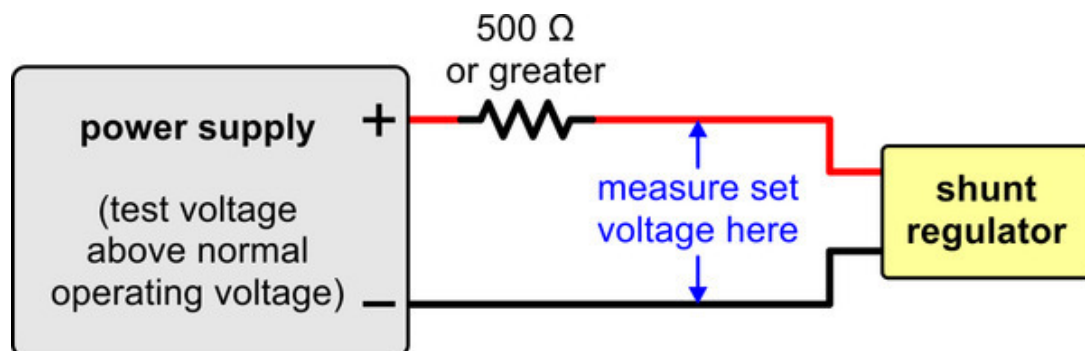 500 Ω
or greater
+
power supply
(test voltage
above normal
operating voltage)
−
measure set
voltage here
shunt
regulator